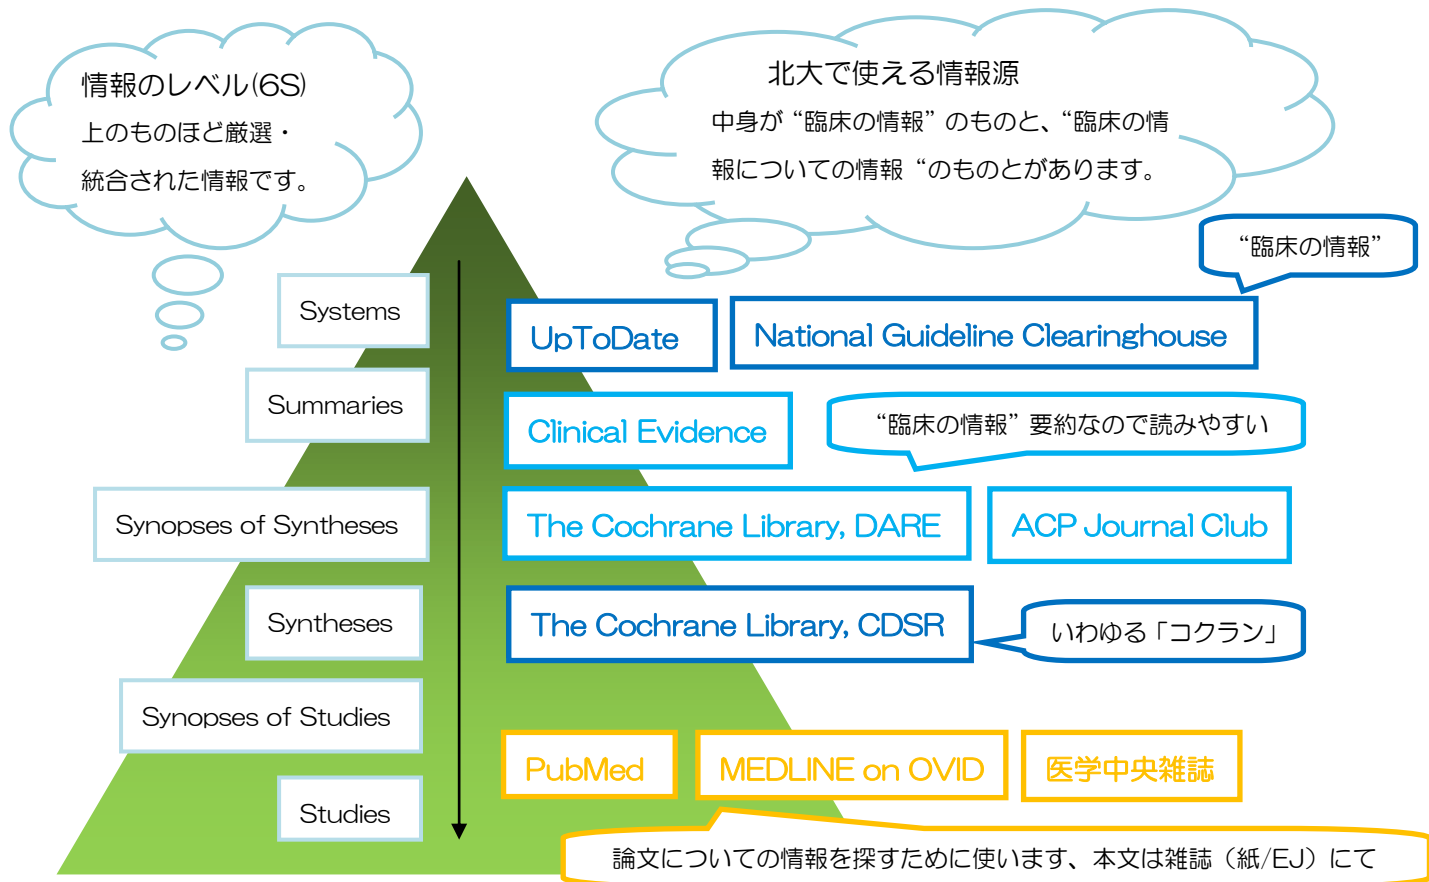 情報のレベル(6S)
上のものほど厳選・
統合された情報です。
北大で使える情報源
中身が“臨床の情報”のものと、“臨床の情
報についての情報“のものとがあります。
“臨床の情報”
Systems
UpToDate
National Guideline Clearinghouse
Summaries
Clinical Evidence
“臨床の情報”要約なので読みやすい
Synopses of Syntheses
The Cochrane Library, DARE
ACP Journal Club
Syntheses
The Cochrane Library, CDSR
いわゆる「コクラン」
Synopses of Studies
PubMed
MEDLINE on OVID
医学中央雑誌
Studies
論文についての情報を探すために使います、本文は雑誌（紙/EJ）にて